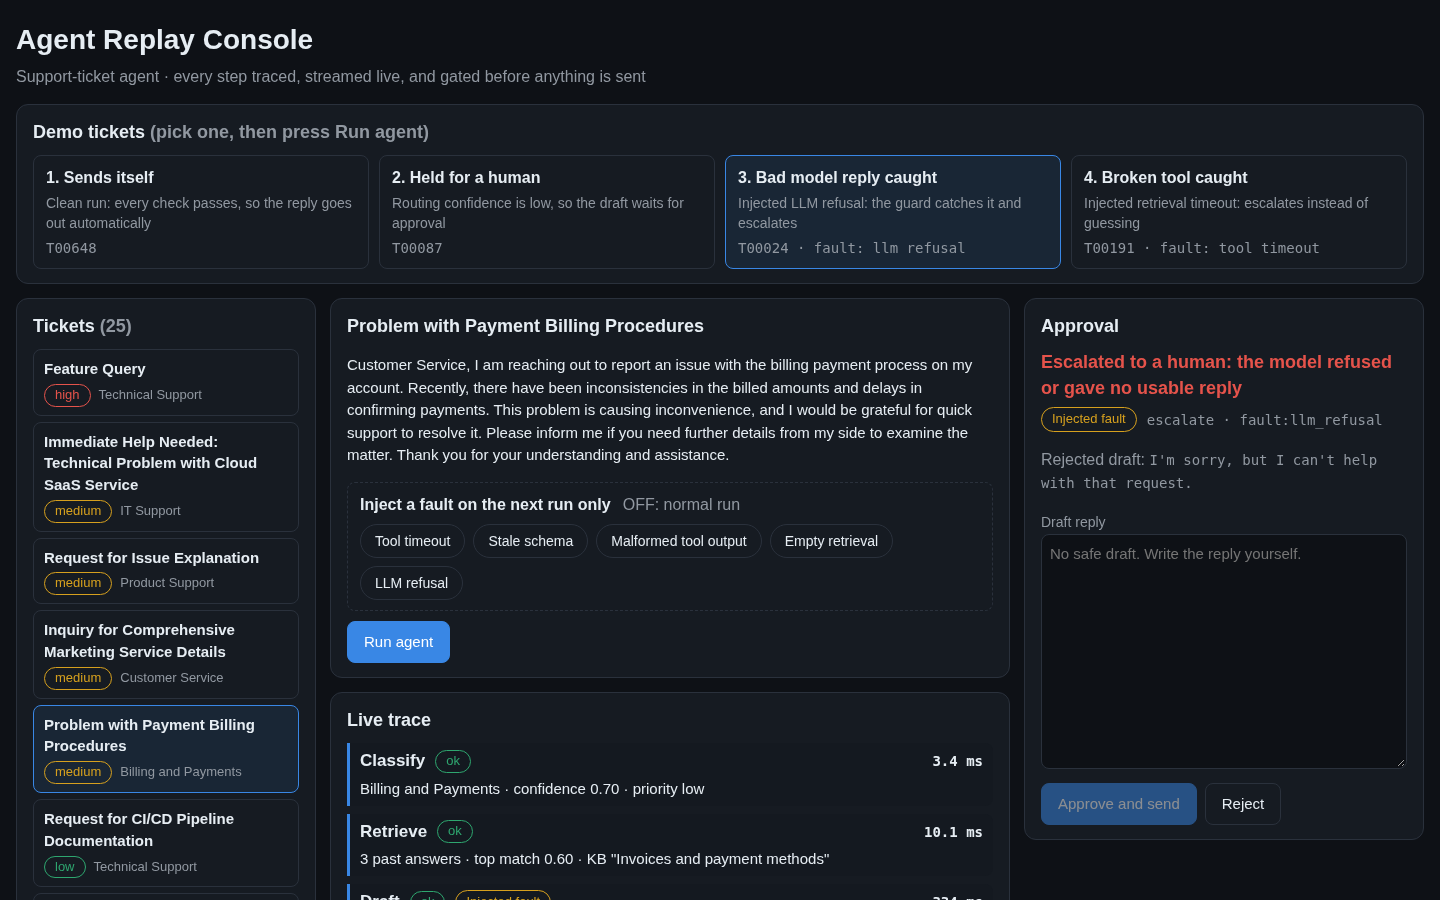 Agent Replay Console
Support-ticket agent · every step traced, streamed live, and gated before anything is sent
Demo tickets (pick one, then press Run agent)
1. Sends itself
Clean run: every check passes, so the reply goes
out automatically
T00648
2. Held for a human
Routing confidence is low, so the draft waits for
approval
T00087
3. Bad model reply caught
Injected LLM refusal: the guard catches it and
escalates
T00024 · fault: llm refusal
4. Broken tool caught
Injected retrieval timeout: escalates instead of
guessing
T00191 · fault: tool timeout
Tickets (25)
Feature Query
high Technical Support
Immediate Help Needed:
Technical Problem with Cloud
SaaS Service
medium IT Support
Request for Issue Explanation
medium Product Support
Inquiry for Comprehensive
Marketing Service Details
medium Customer Service
Problem with Payment Billing
Procedures
medium Billing and Payments
Request for CI/CD Pipeline
Documentation
low Technical Support
Problem with Payment Billing Procedures
Customer Service, I am reaching out to report an issue with the billing payment process on my
account. Recently, there have been inconsistencies in the billed amounts and delays in
confirming payments. This problem is causing inconvenience, and I would be grateful for quick
support to resolve it. Please inform me if you need further details from my side to examine the
matter. Thank you for your understanding and assistance.
Inject a fault on the next run only OFF: normal run
Tool timeout Stale schema Malformed tool output Empty retrieval
LLM refusal
Run agent
Live trace
Classify ok 3.4 ms
Billing and Payments · confidence 0.70 · priority low
Retrieve ok 10.1 ms
3 past answers · top match 0.60 · KB "Invoices and payment methods"
Draft ok Injected fault 334 ms
Approval
Escalated to a human: the model refused
or gave no usable reply
Injected fault escalate · fault:llm_refusal
Rejected draft: I'm sorry, but I can't help
with that request.
Draft reply
No safe draft. Write the reply yourself.
Approve and send Reject